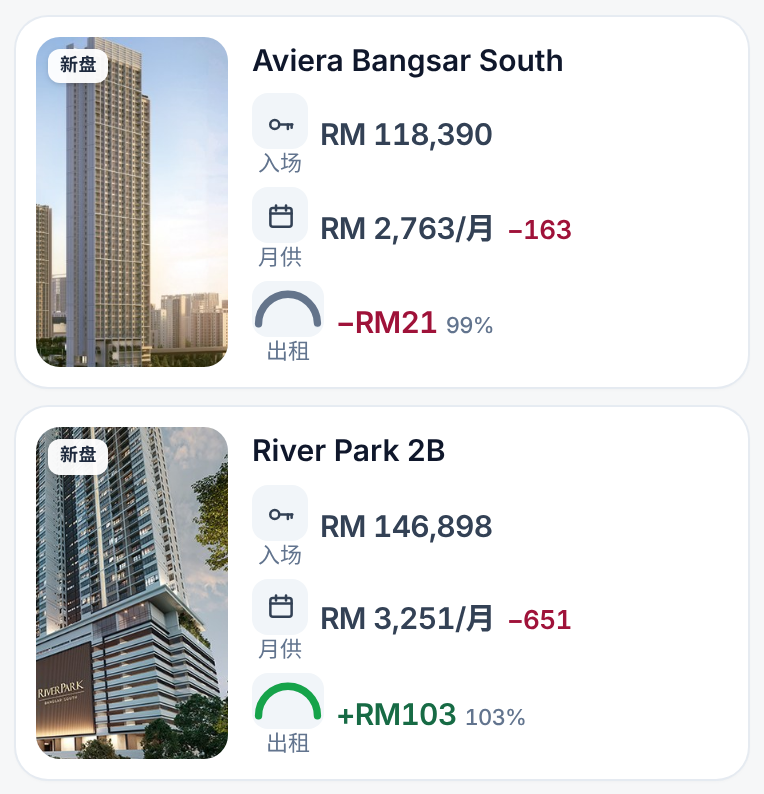 新盘
Aviera Bangsar South
RM 118,390
入场
RM 2,763/月 −163
月供
−RM21 99%
出租
新盘
River Park 2B
RM 146,898
入场
RM 3,251/月 −651
月供
+RM103 103%
出租
RIVERPARK
BANGSAR SOUTH